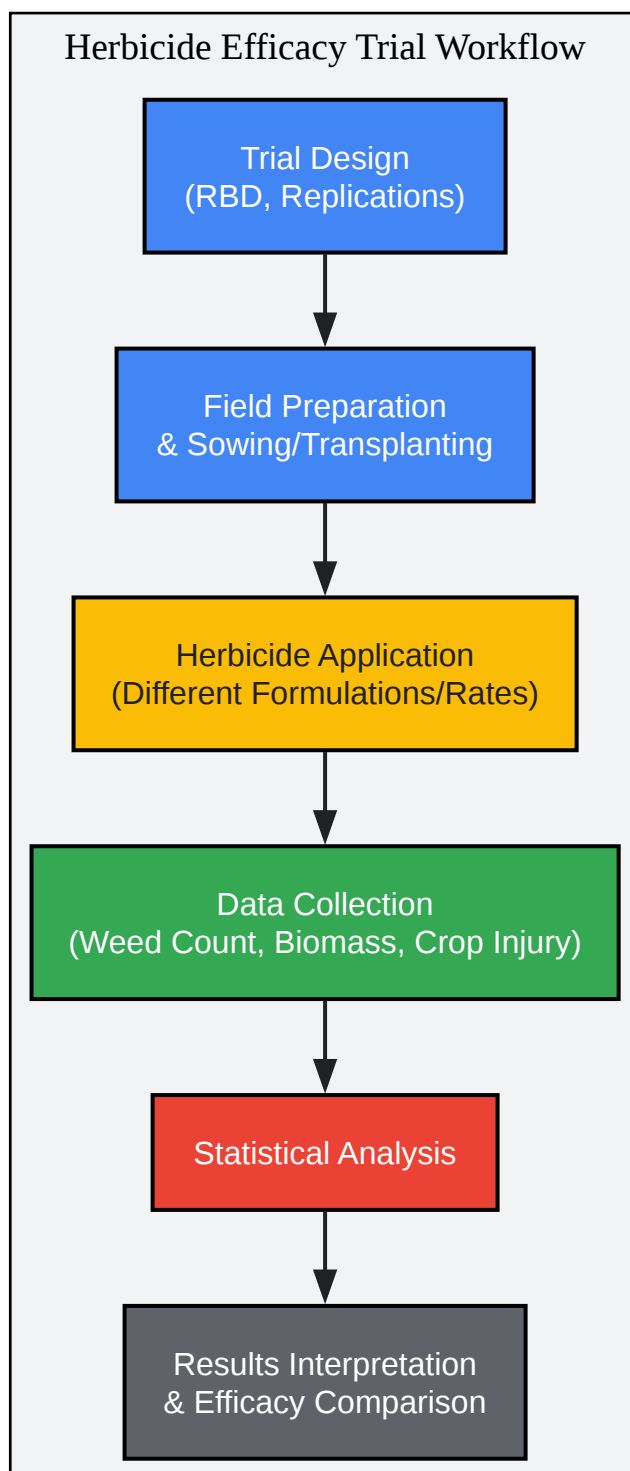 Herbicide Efficacy Trial Workflow
Trial Design
(RBD, Replications)
Field Preparation
& Sowing/Transplanting
Herbicide Application
(Different Formulations/Rates)
Data Collection
(Weed Count, Biomass, Crop Injury)
Statistical Analysis
Results Interpretation
& Efficacy Comparison